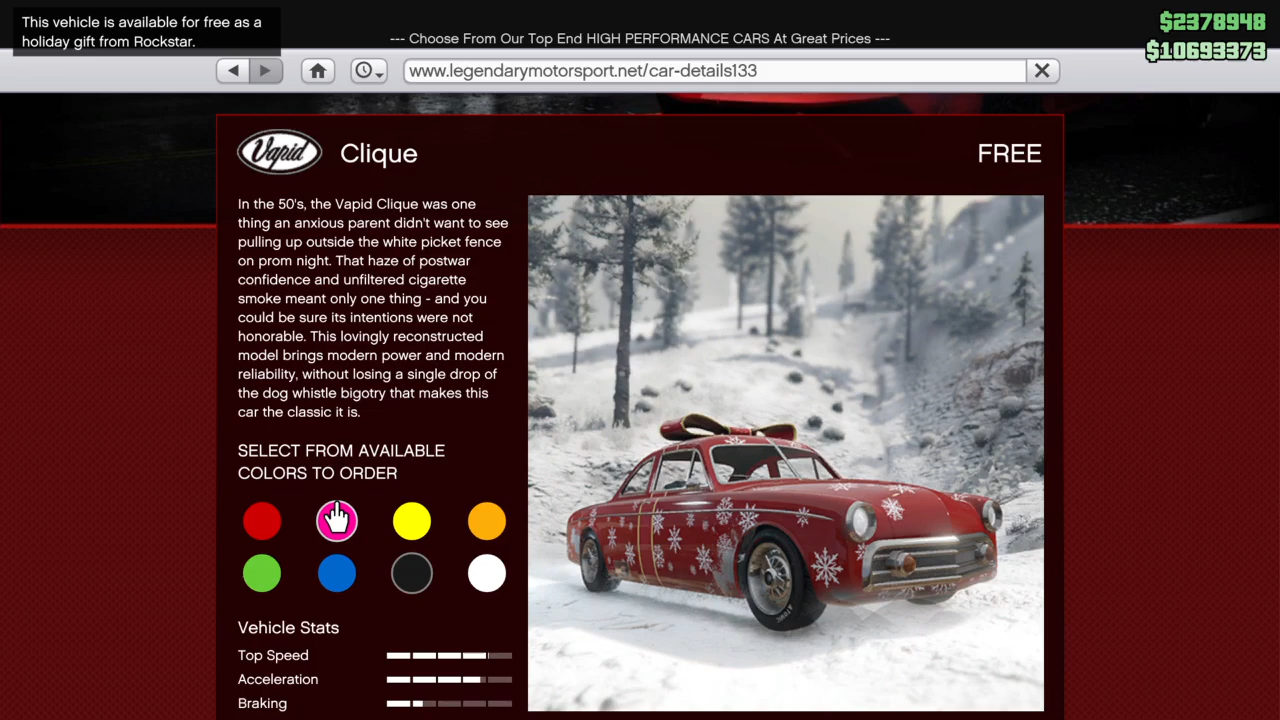 This vehicle is available for free as a
holiday gift from Rockstar.
--- Choose From Our Top End HIGH PERFORMANCE CARS At Great Prices ---
$2378948
$10693373
www.legendarymotorsport.net/car-details133
Vapid
Clique
FREE
In the 50's, the Vapid Clique was one
thing an anxious parent didn't want to see
pulling up outside the white picket fence
on prom night. That haze of postwar
confidence and unfiltered cigarette
smoke meant only one thing - and you
could be sure its intentions were not
honorable. This lovingly reconstructed
model brings modern power and modern
reliability, without losing a single drop of
the dog whistle bigotry that makes this
car the classic it is.
SELECT FROM AVAILABLE
COLORS TO ORDER
Vehicle Stats
Top Speed
Acceleration
Braking